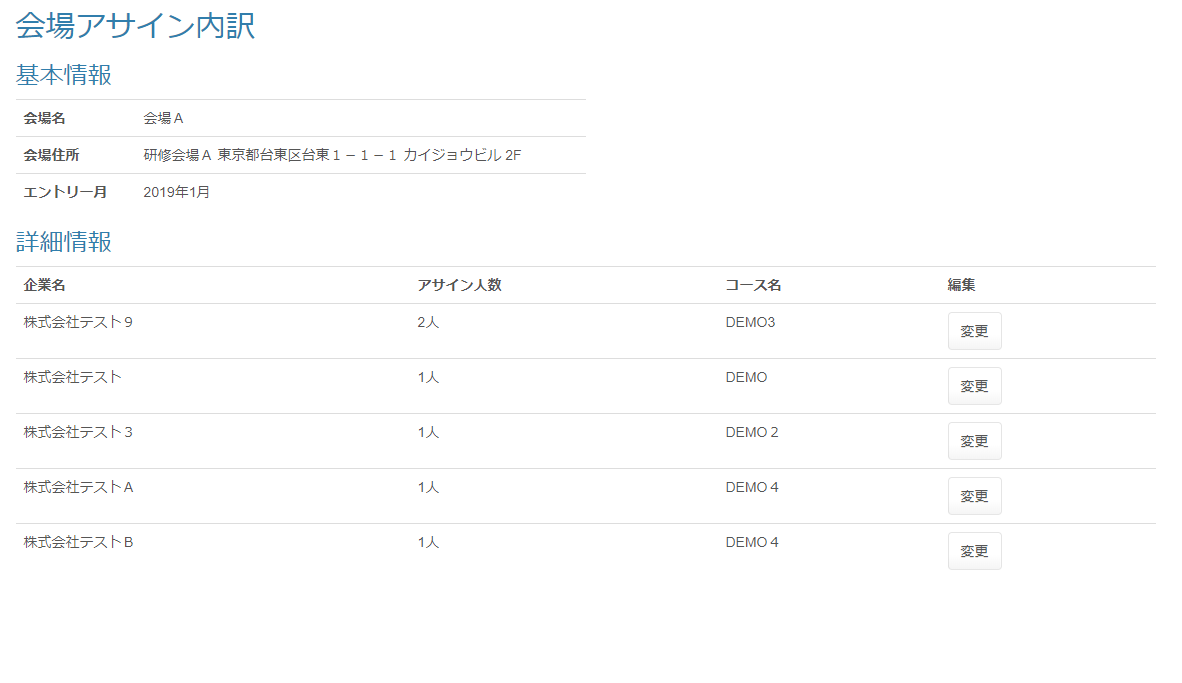 会場アサイン内訳
基本情報
会場名 会場Ａ
会場住所 研修会場Ａ 東京都台東区台東１－１－１ カイジョウビル 2F
エントリー月 2019年1月
詳細情報
企業名 アサイン人数 コース名 編集
株式会社テスト９ 2人 DEMO3 変更
株式会社テスト 1人 DEMO 変更
株式会社テスト３ 1人 DEMO２ 変更
株式会社テストＡ 1人 DEMO４ 変更
株式会社テストＢ 1人 DEMO４ 変更